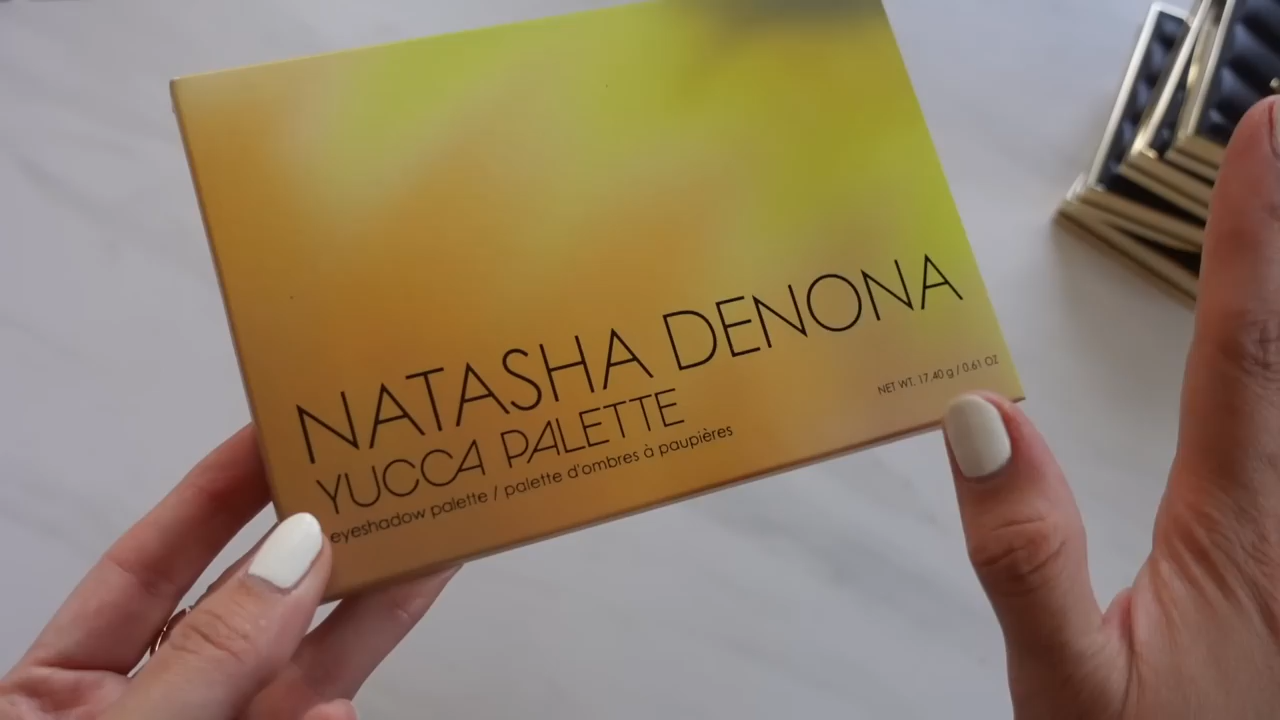 NATASHA DENONA
YUCCA PALETTE
eyeshadow palette / palette d'ombres à paupières
NET WT. 17.40 g / 0.61 OZ